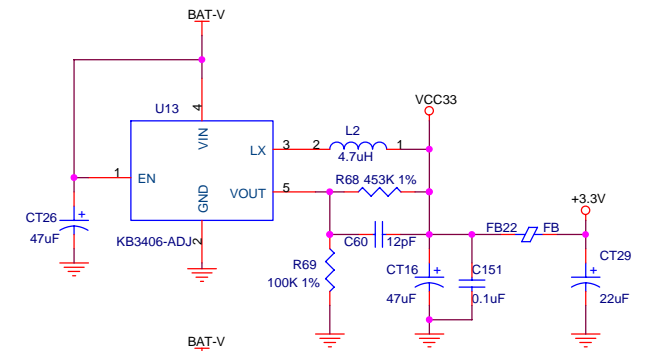 BAT-V
VCC33
U13
4
VIN
L2
LX
3
2
1
4.7uH
1
EN
VOUT
5
R68 453K 1%
+3.3V
GND
CT26
47uF
KB3406-ADJ
2
C60
12pF
FB22
FB
R69
100K 1%
CT16
47uF
C151
0.1uF
CT29
22uF
BAT-V